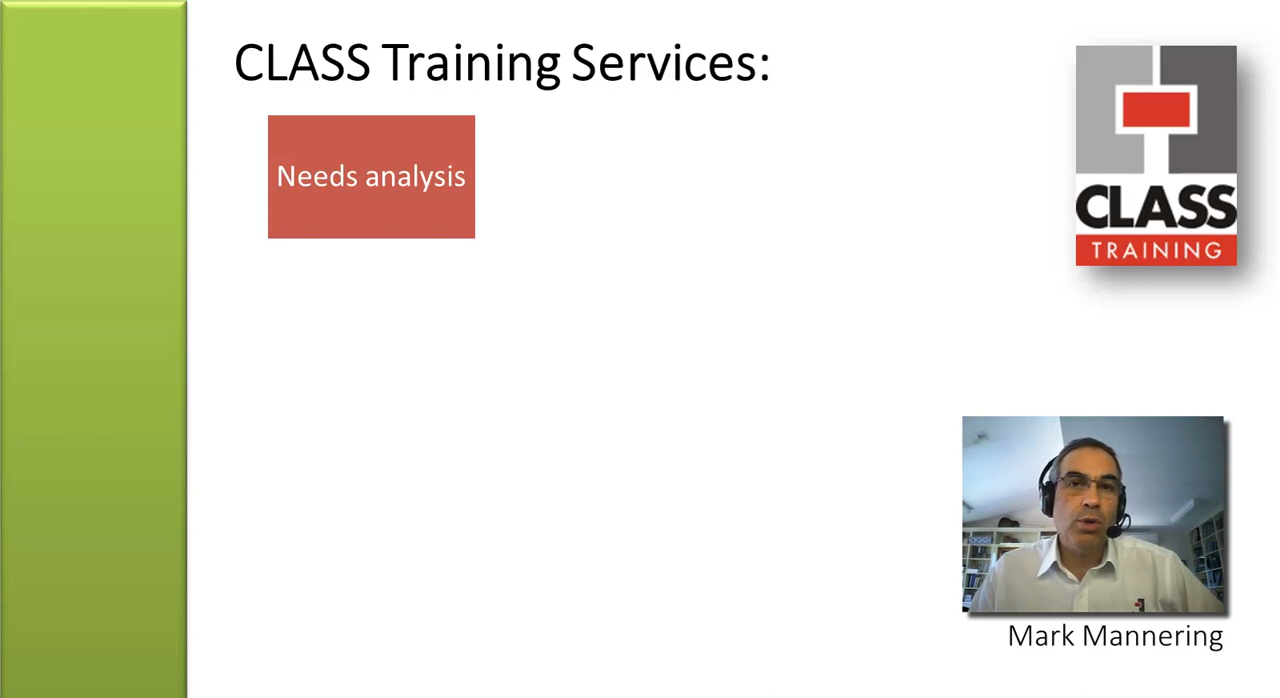 CLASS Training Services:
Needs analysis
CLASS
TRAINING
Mark Mannering